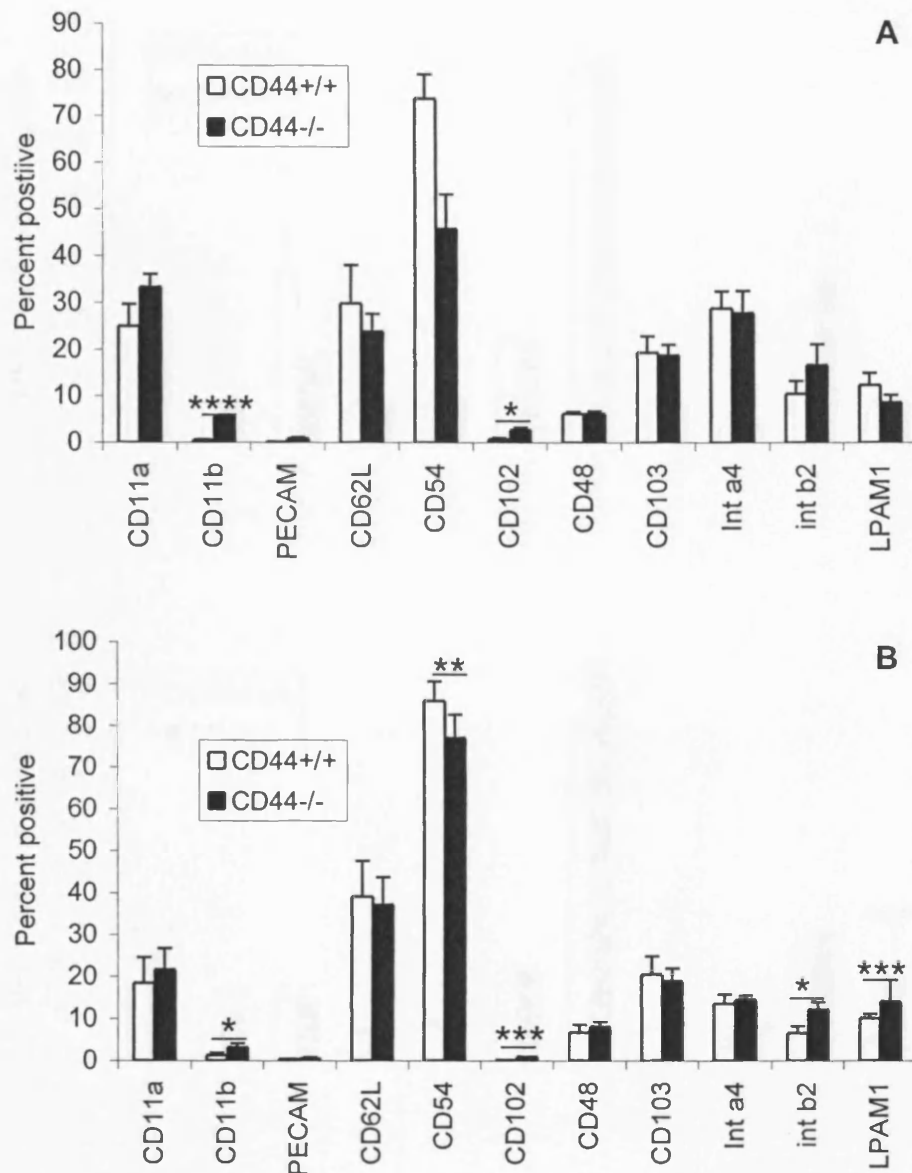 A
90
80
70
60
50
40
30
20
10
0
Percent postiive
CD44+/+
CD44-/-
****
*
CD11a
CD11b
PECAM
CD62L
CD54
CD102
CD48
CD103
Int a4
int b2
LPAM1
B
100
90
80
70
60
50
40
30
20
10
0
Percent positive
CD44+/+
CD44-/-
*
**
***
*
***
CD11a
CD11b
PECAM
CD62L
CD54
CD102
CD48
CD103
Int a4
int b2
LPAM1